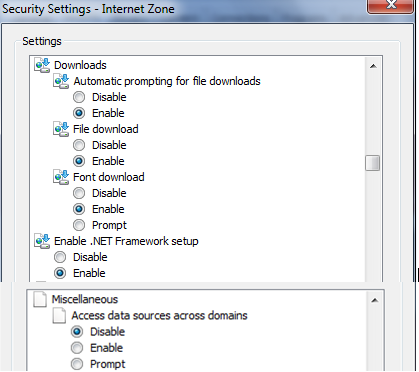 Security Settings - Internet Zone
Settings
Downloads
Automatic prompting for file downloads
Disable
Enable
File download
Disable
Enable
Font download
Disable
Enable
Prompt
Enable .NET Framework setup
Disable
Enable
Miscellaneous
Access data sources across domains
Disable
Enable
Prompt